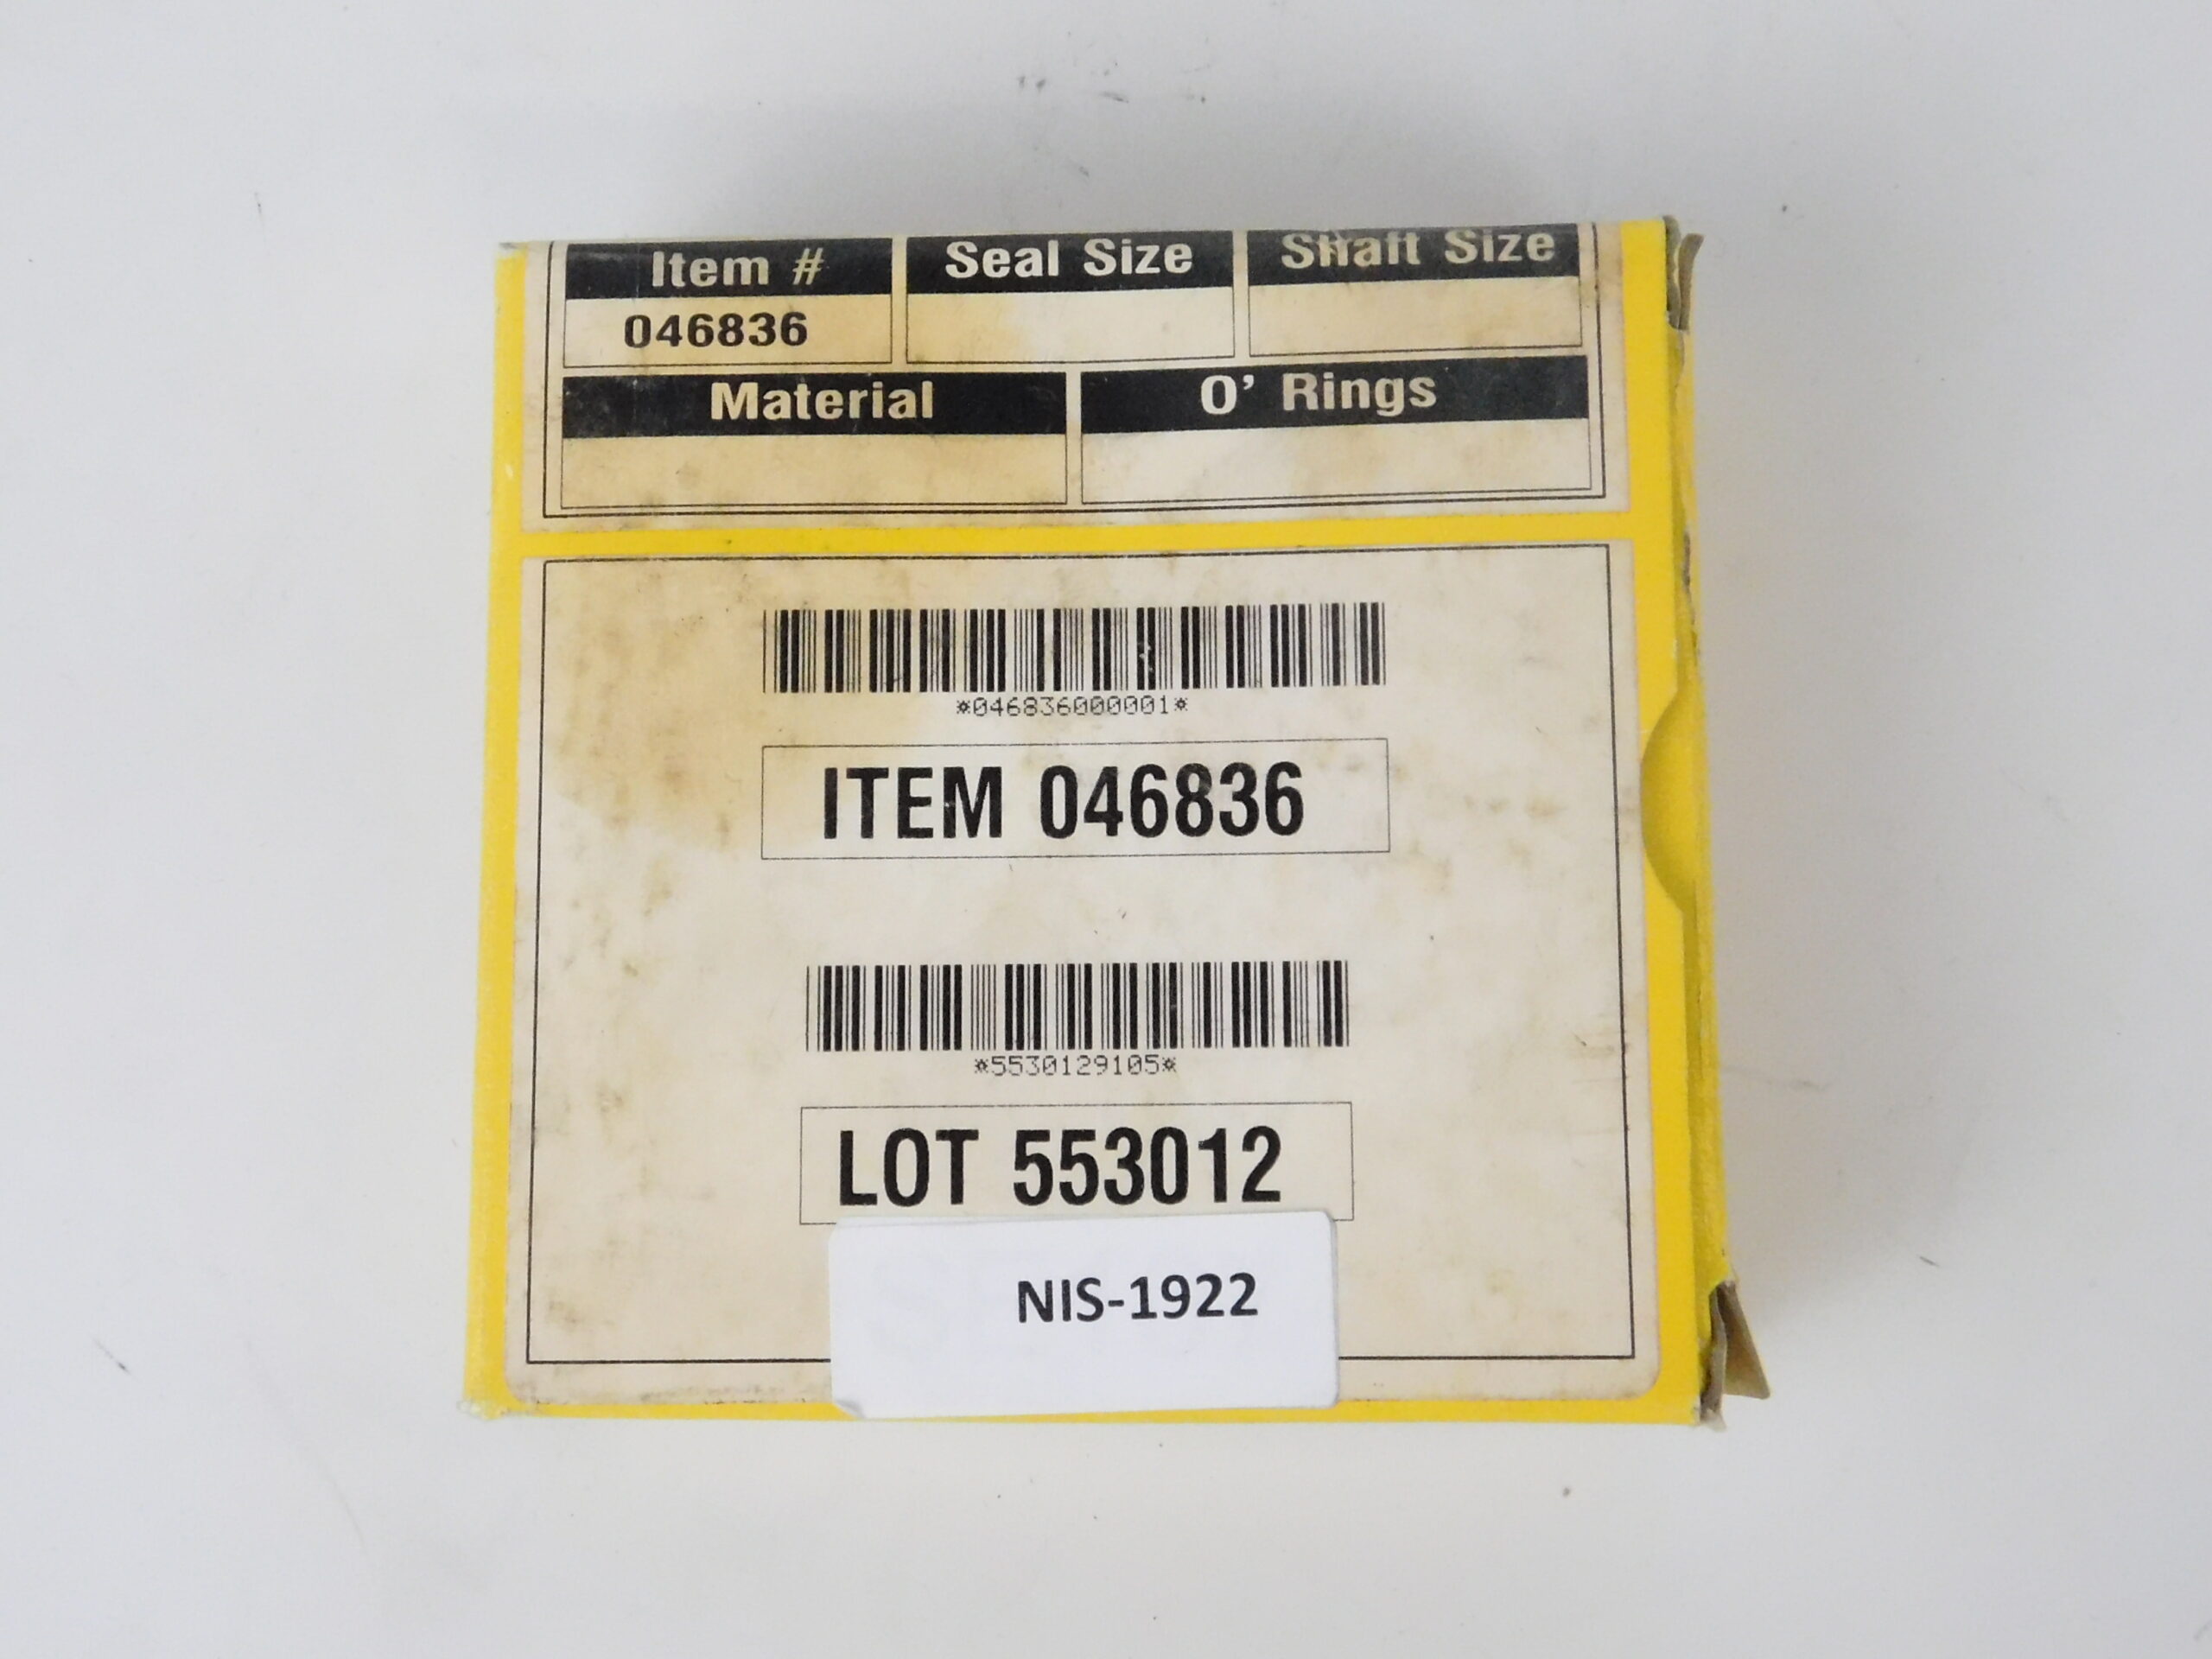 Item # Seal Size Shaft Size
046836
Material O' Rings
*046836000001*
ITEM 046836
*5530129105*
LOT 553012
NIS-1922